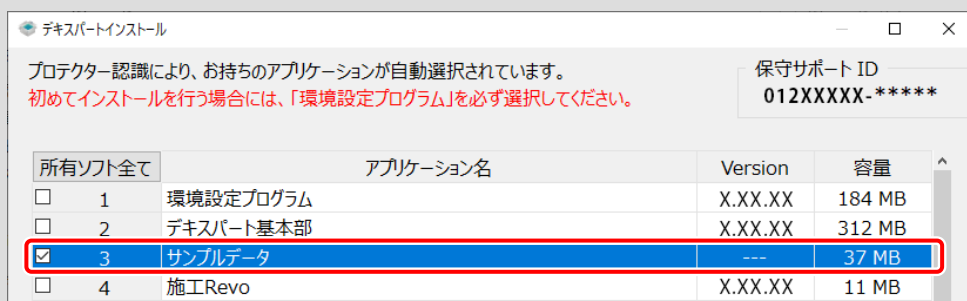 デキスパートインストール
プロテクター認識により、お持ちのアプリケーションが自動選択されています。
初めてインストールを行う場合には、「環境設定プログラム」を必ず選択してください。
保守サポート ID
012XXXXX-*****
所有ソフト全て アプリケーション名 Version 容量
1 環境設定プログラム X.XX.XX 184 MB
2 デキスパート基本部 X.XX.XX 312 MB
3 サンプルデータ --- 37 MB
4 施工Revo X.XX.XX 11 MB